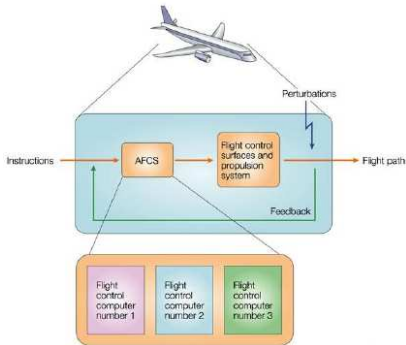 Perturbations
Instructions
AFCS
Flight control
surfaces and
propulsion
system
Flight path
Feedback
Flight
control
computer
number 1
Flight
control
computer
number 2
Flight
control
computer
number 3